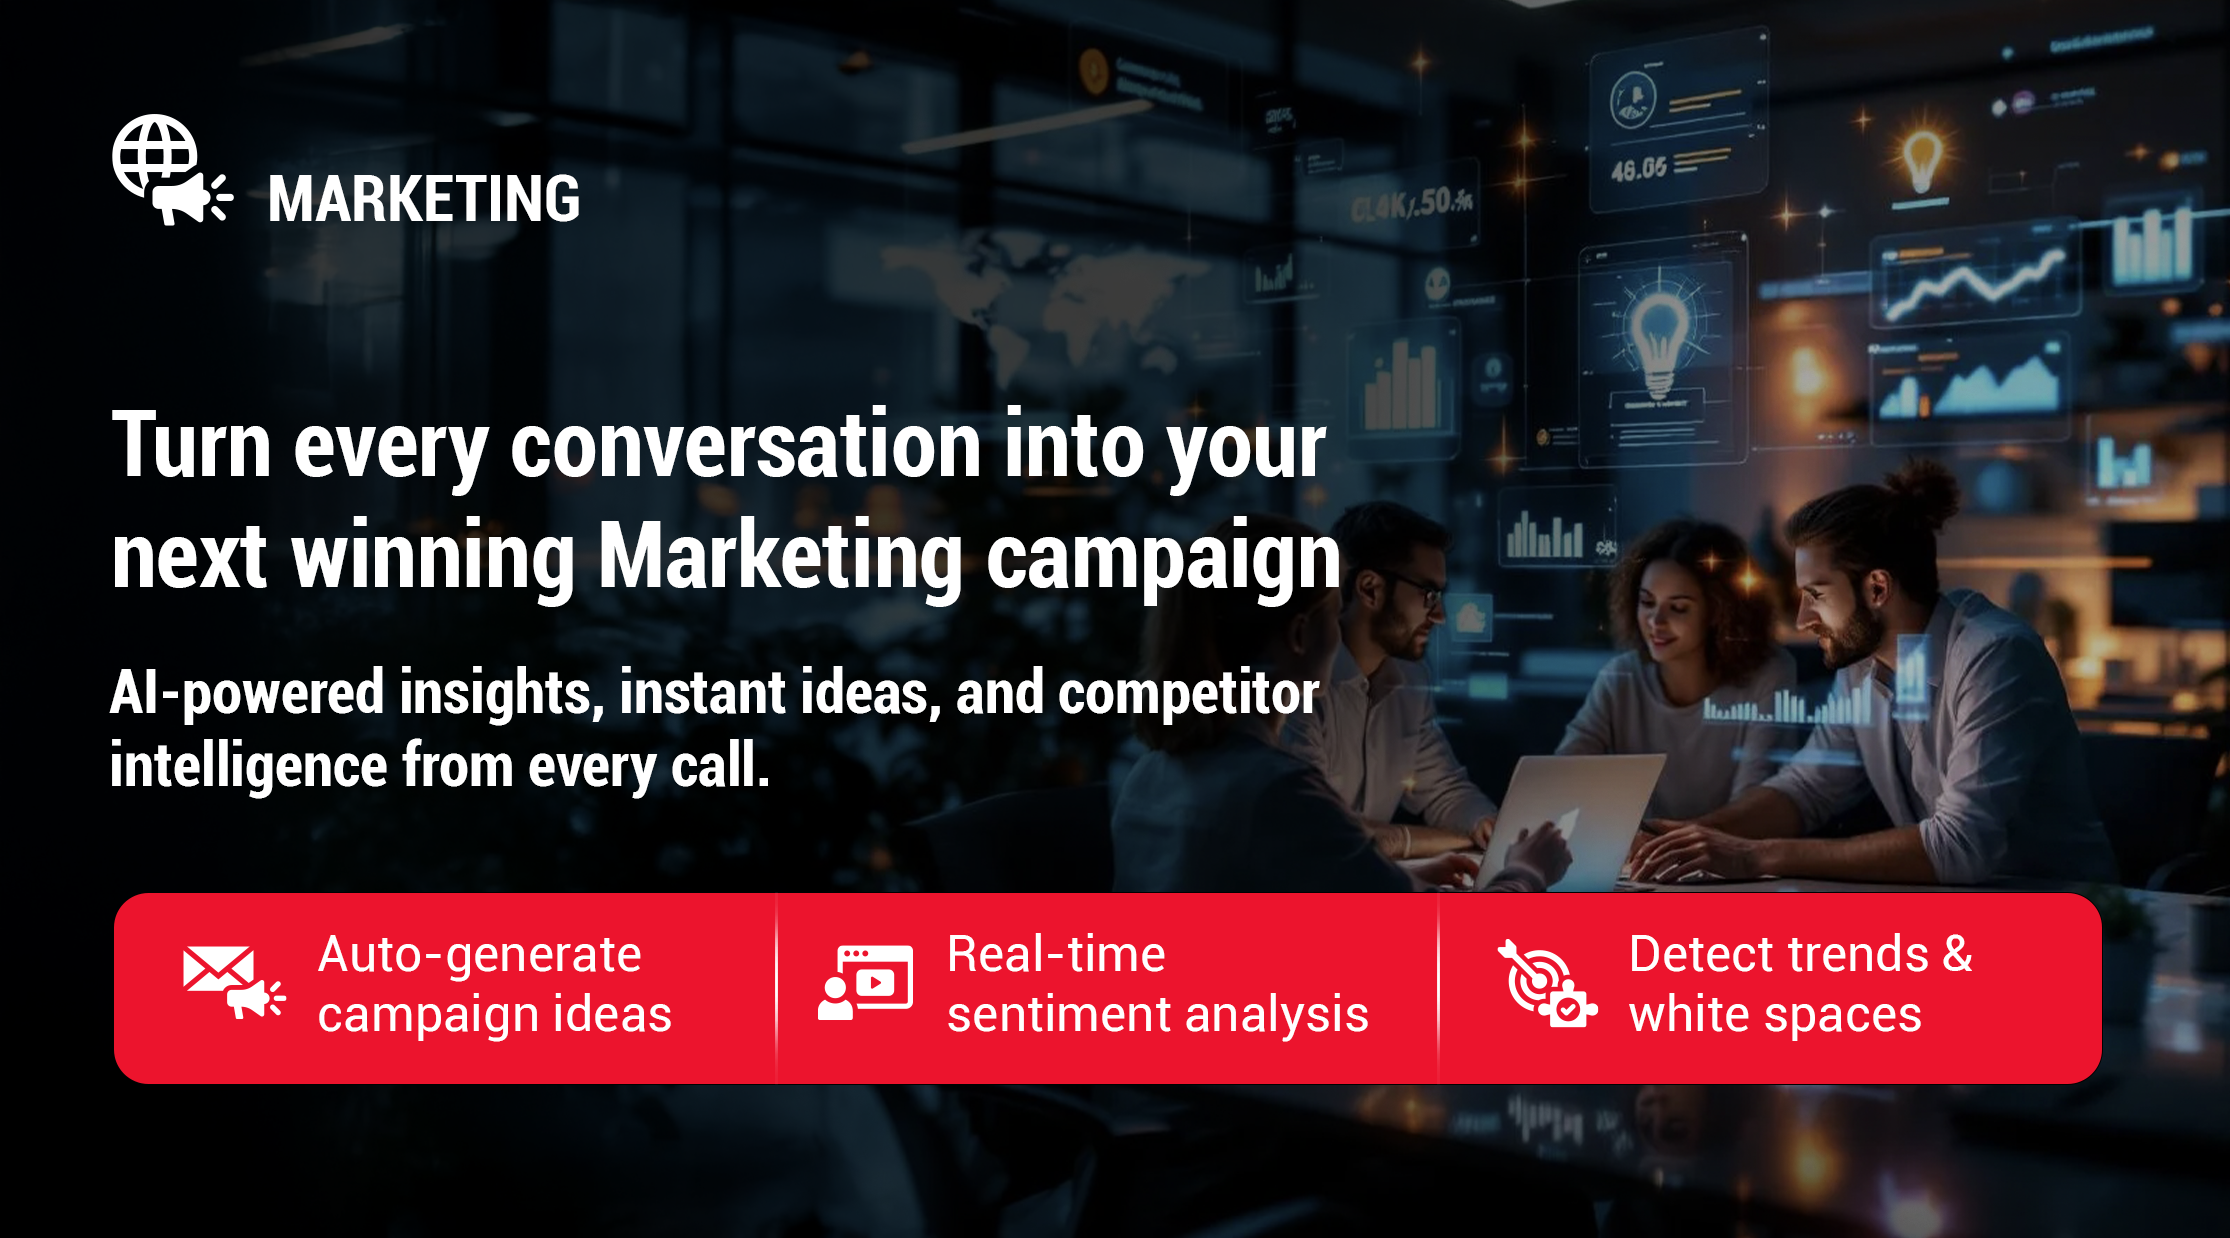 MARKETING
Turn every conversation into your
next winning Marketing campaign
AI-powered insights, instant ideas, and competitor
intelligence from every call.
Auto-generate
campaign ideas
Real-time
sentiment analysis
Detect trends &
white spaces